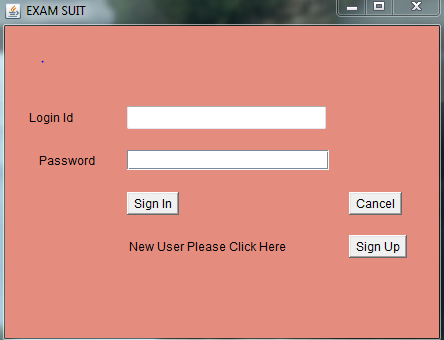 EXAM SUIT
Login Id
Password
Sign In Cancel
New User Please Click Here Sign Up